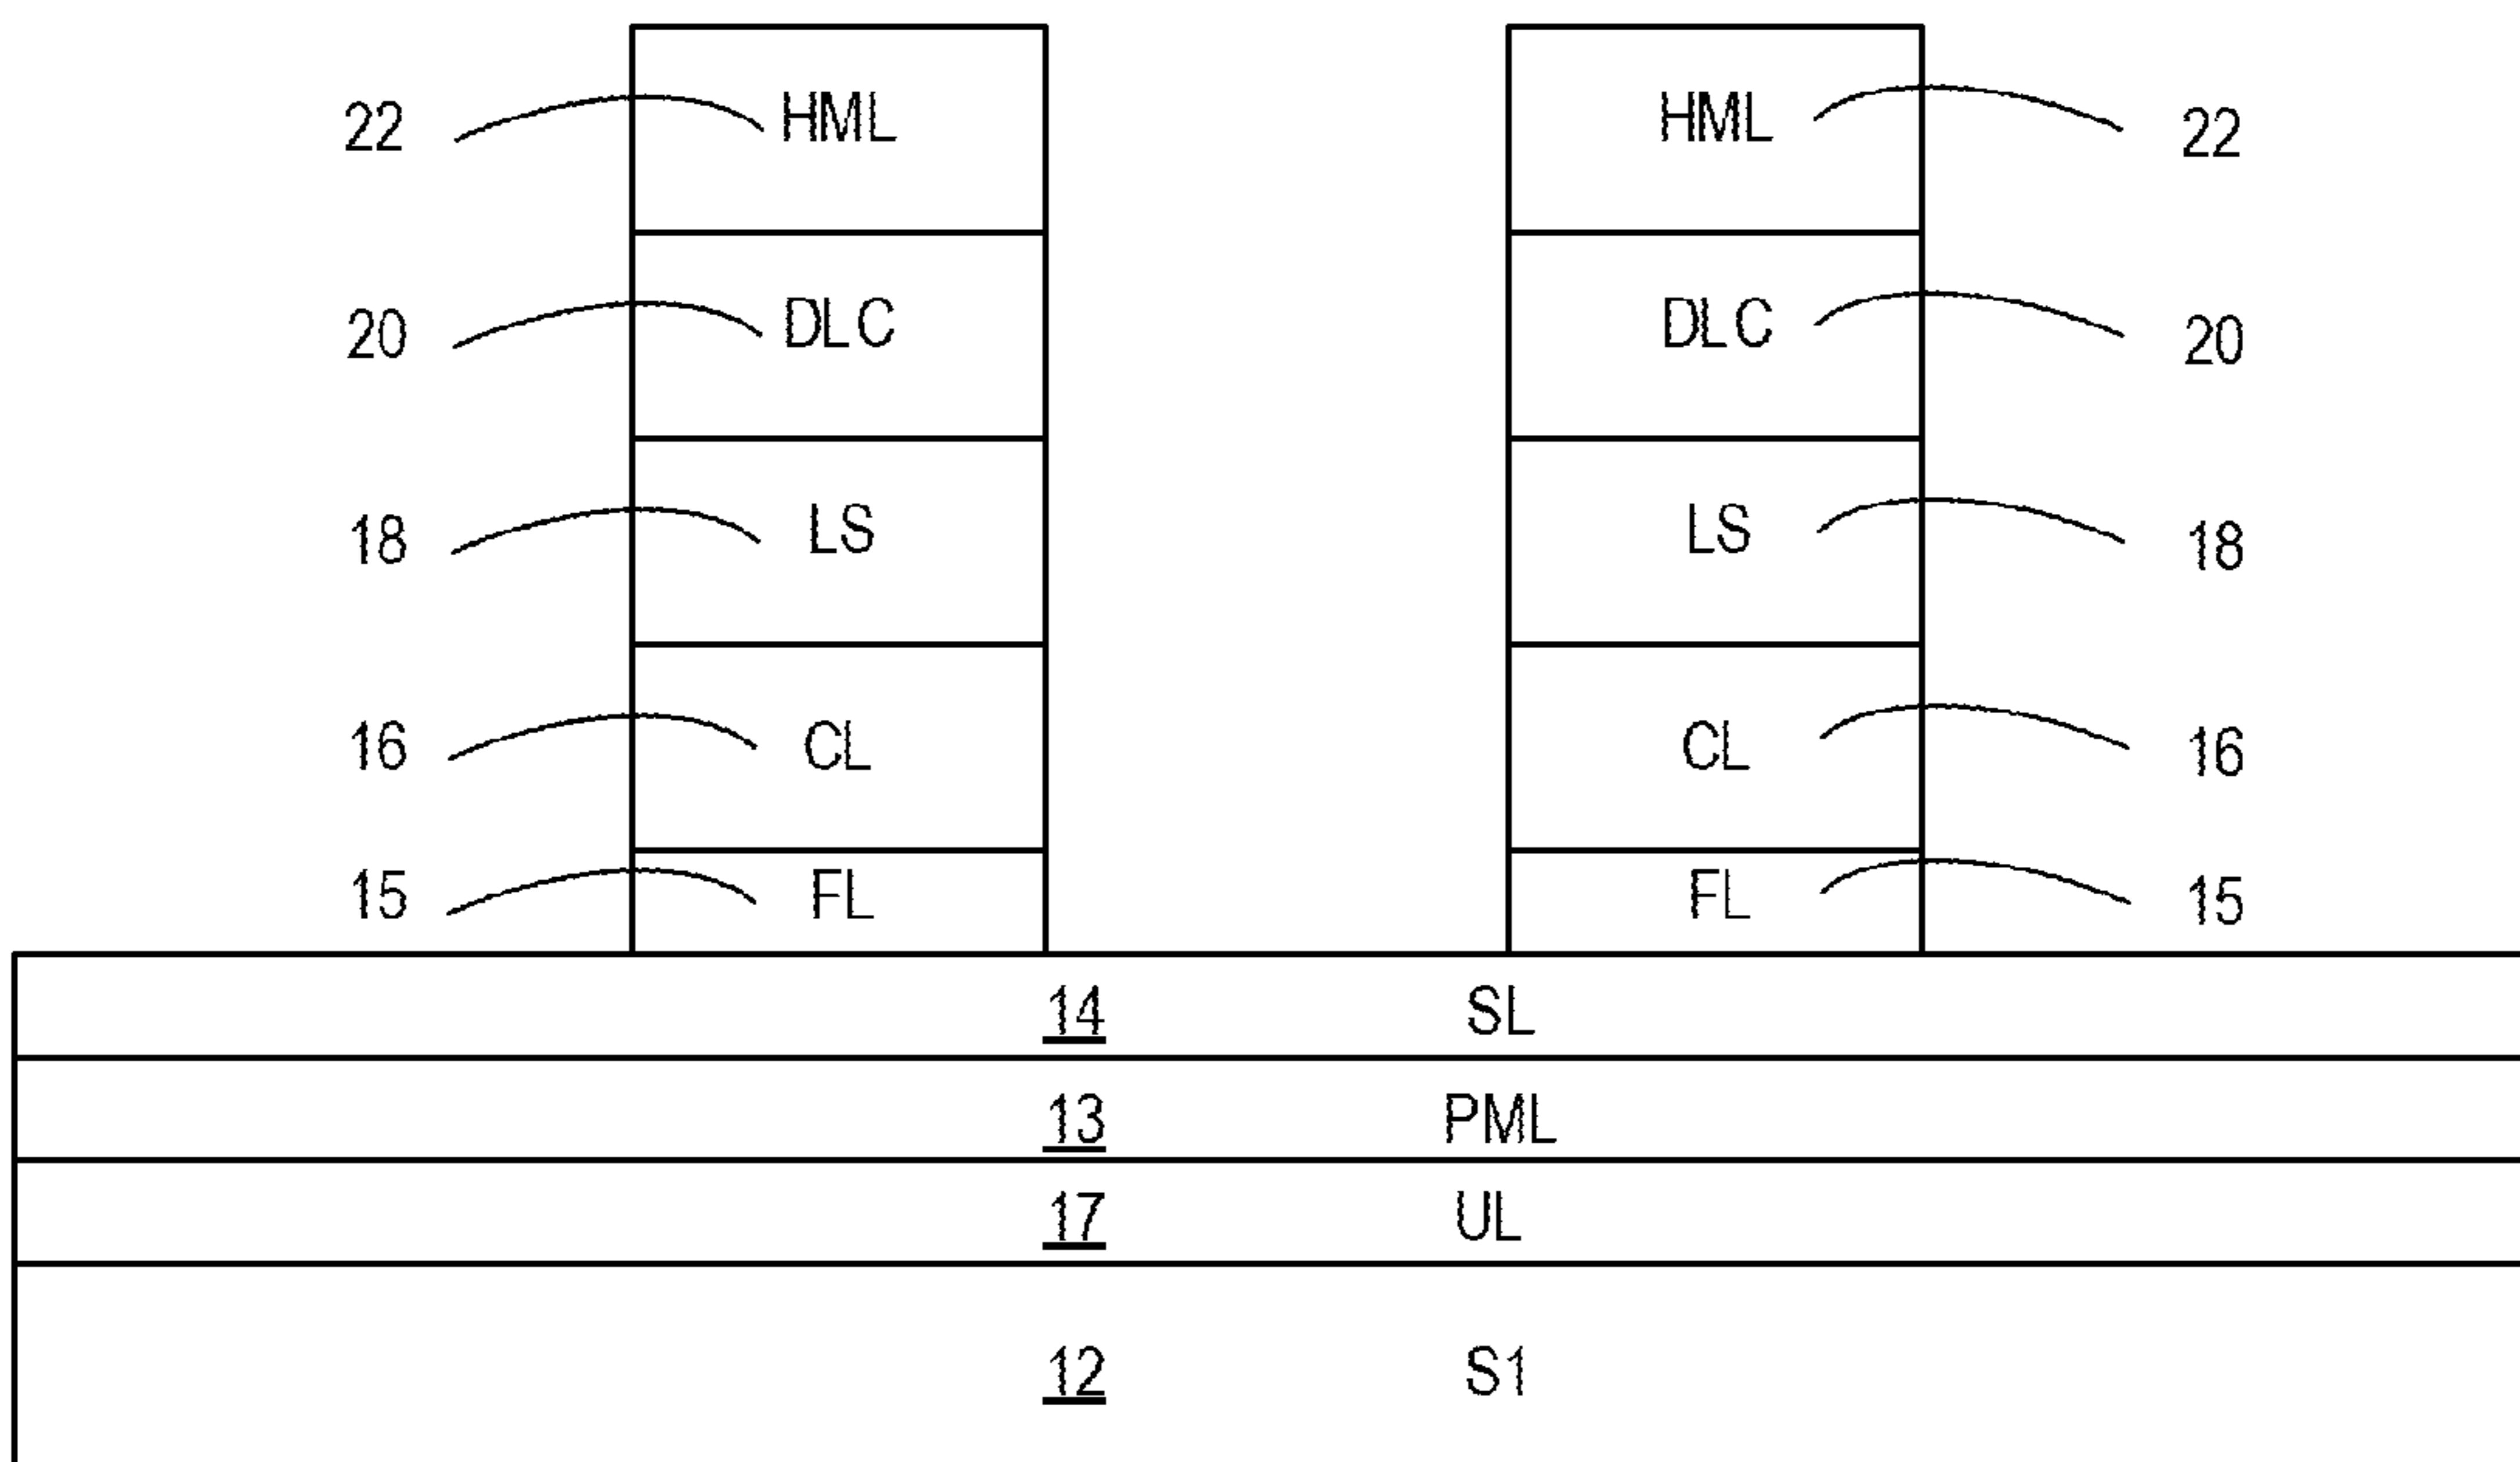 22 HML HML 22
20 DLC DLC 20
18 LS LS 18
16 CL CL 16
15 FL FL 15
14 SL
13 PML
17 UL
12 S1